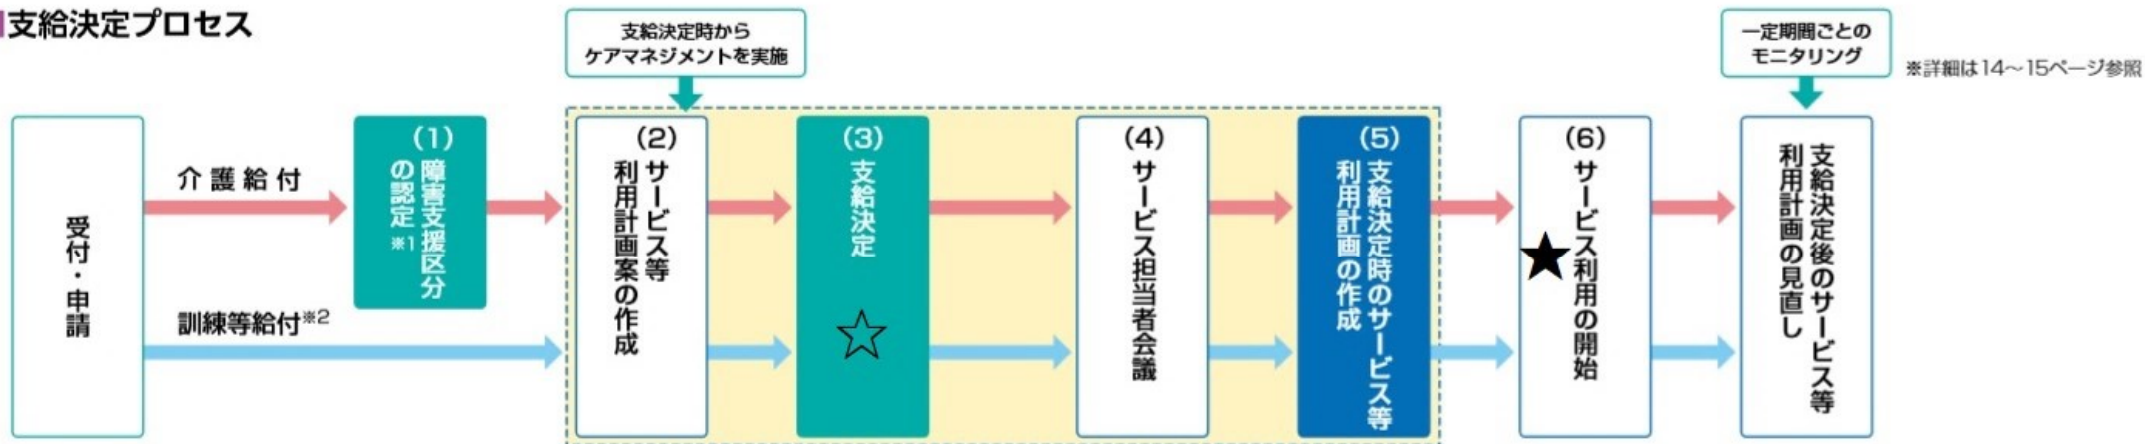 支給決定プロセス
支給決定時から
ケアマネジメントを実施
一定期間ごとの
モニタリング
※詳細は14～15ページ参照
受付・申請
介護給付
訓練等給付※2
(1)
障害支援区分
の認定※1
(2)
サービス等
利用計画案の作成
(3)
支給決定
☆
(4)
サービス担当者会議
(5)
支給決定時のサービス等
利用計画の作成
(6)
サービス利用の開始
★
支給決定後のサービス等
利用計画の見直し